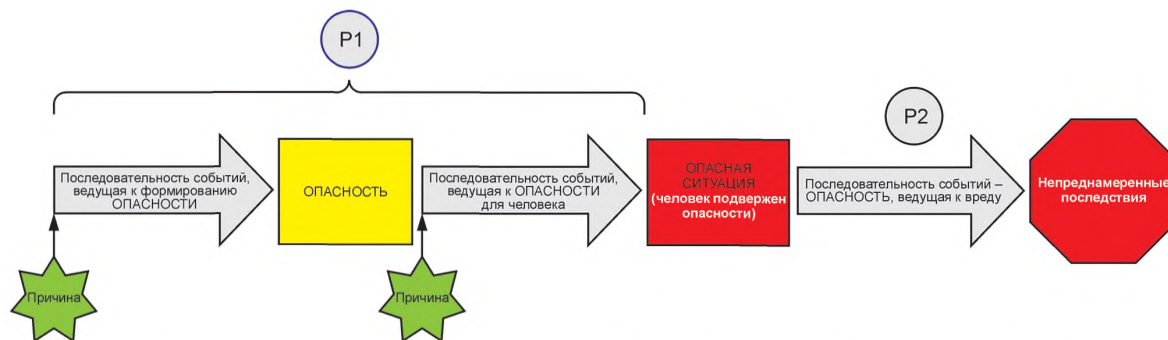 P1
P2
Последовательность событий,
ведущая к формированию
ОПАСНОСТИ
ОПАСНОСТЬ
Последовательность событий,
ведущая к ОПАСНОСТИ
для человека
ОПАСНАЯ
СИТУАЦИЯ
(человек подвержен
опасности)
Последовательность событий –
ОПАСНОСТЬ, ведущая к вреду
Непреднамеренные
последствия
Причина
Причина